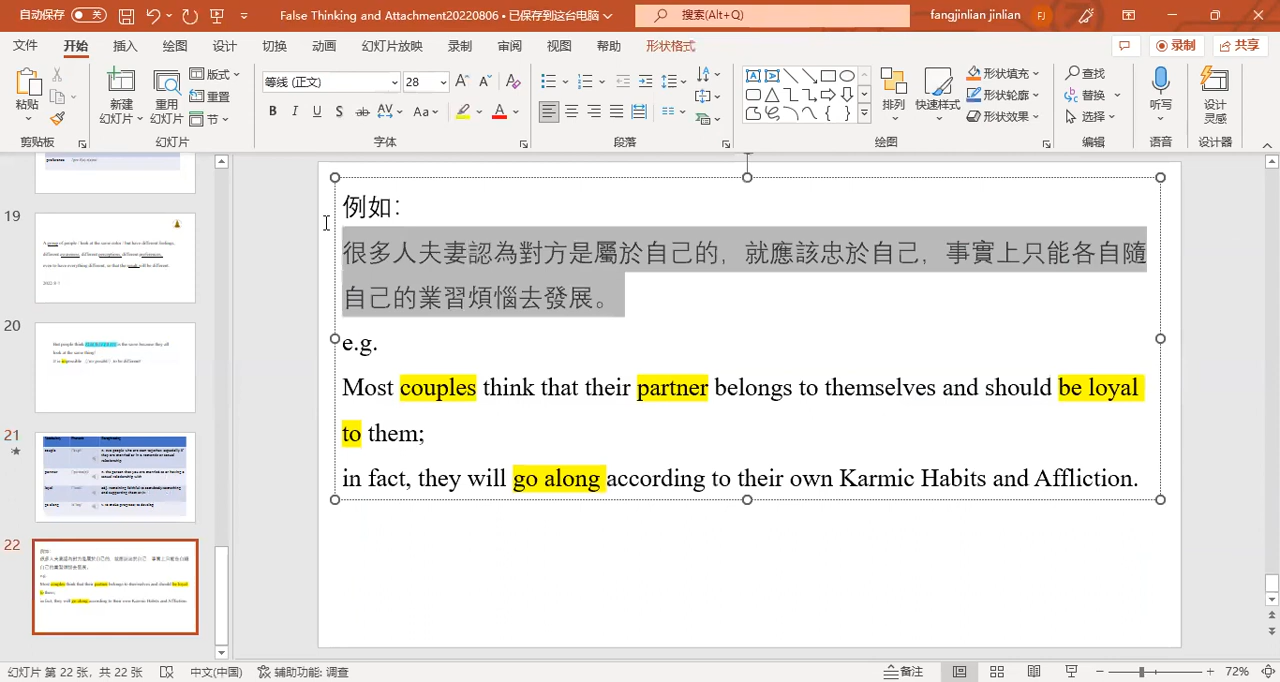 自动保存 关 False Thinking and Attachment20220806 • 已保存到这台电脑 搜索(Alt+Q) fangjinlian jinlian FJ
文件 开始 插入 绘图 设计 切换 动画 幻灯片放映 录制 审阅 视图 帮助 形状格式 录制 共享
粘贴 新建 幻灯片 重用 幻灯片 版式 重置 节 等线 (正文) 28 排列 快速样式 形状填充 形状轮廓 形状效果 查找 替换 选择 听写 设计 灵感
剪贴板 幻灯片 字体 段落 绘图 编辑 语音 设计器
例如：
很多人夫妻認為對方是屬於自己的，就應該忠於自己，事實上只能各自隨
自己的業習煩惱去發展。
e.g.
Most couples think that their partner belongs to themselves and should be loyal
to them;
in fact, they will go along according to their own Karmic Habits and Affliction.
19
20
21
22
幻灯片 第 22 张，共 22 张 中文(中国) 辅助功能: 调查 备注 72%